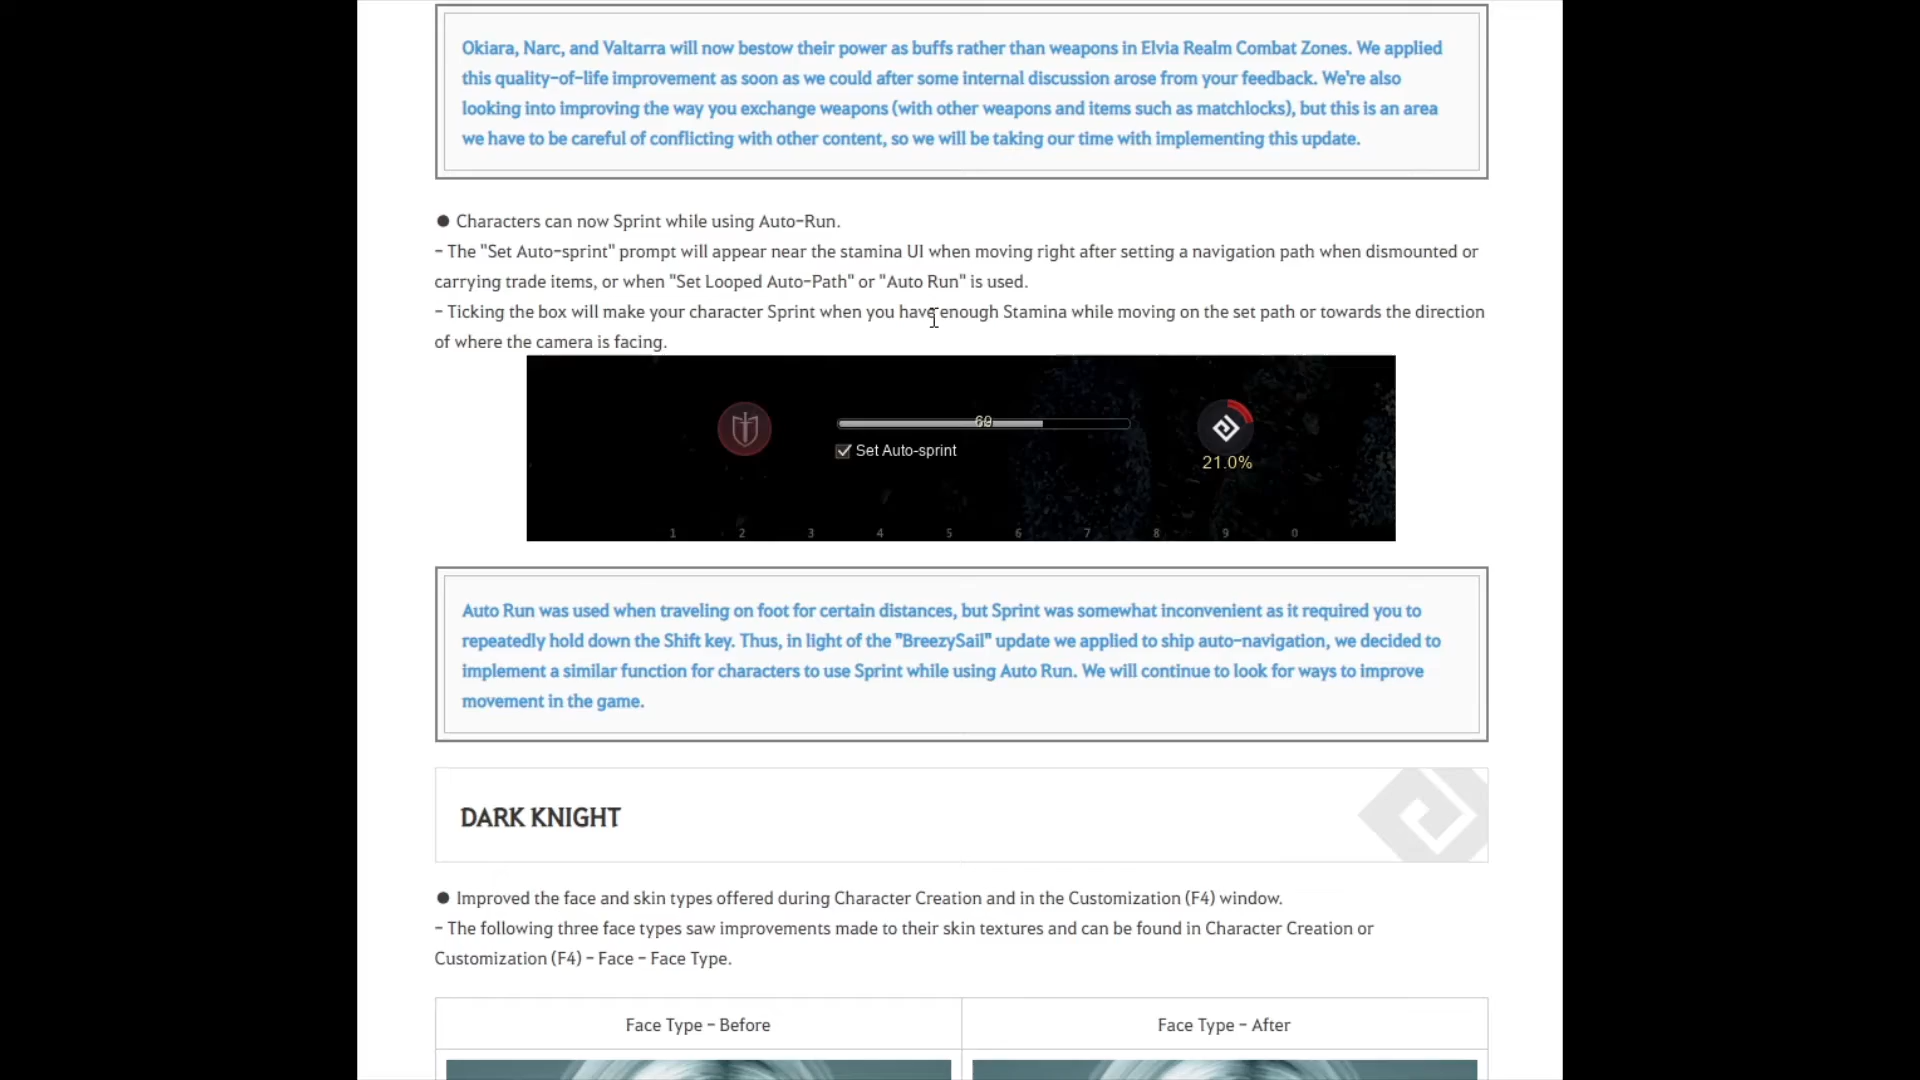 Okiara, Narc, and Valtarra will now bestow their power as buffs rather than weapons in Elvia Realm Combat Zones. We applied
this quality-of-life improvement as soon as we could after some internal discussion arose from your feedback. We're also
looking into improving the way you exchange weapons (with other weapons and items such as matchlocks), but this is an area
we have to be careful of conflicting with other content, so we will be taking our time with implementing this update.
● Characters can now Sprint while using Auto-Run.
- The "Set Auto-sprint" prompt will appear near the stamina UI when moving right after setting a navigation path when dismounted or
carrying trade items, or when "Set Looped Auto-Path" or "Auto Run" is used.
- Ticking the box will make your character Sprint when you have enough Stamina while moving on the set path or towards the direction
of where the camera is facing.
69
Set Auto-sprint
21.0%
1 2 3 4 5 6 7 8 9 0
Auto Run was used when traveling on foot for certain distances, but Sprint was somewhat inconvenient as it required you to
repeatedly hold down the Shift key. Thus, in light of the "BreezySail" update we applied to ship auto-navigation, we decided to
implement a similar function for characters to use Sprint while using Auto Run. We will continue to look for ways to improve
movement in the game.
DARK KNIGHT
● Improved the face and skin types offered during Character Creation and in the Customization (F4) window.
- The following three face types saw improvements made to their skin textures and can be found in Character Creation or
Customization (F4) - Face - Face Type.
Face Type - Before
Face Type - After